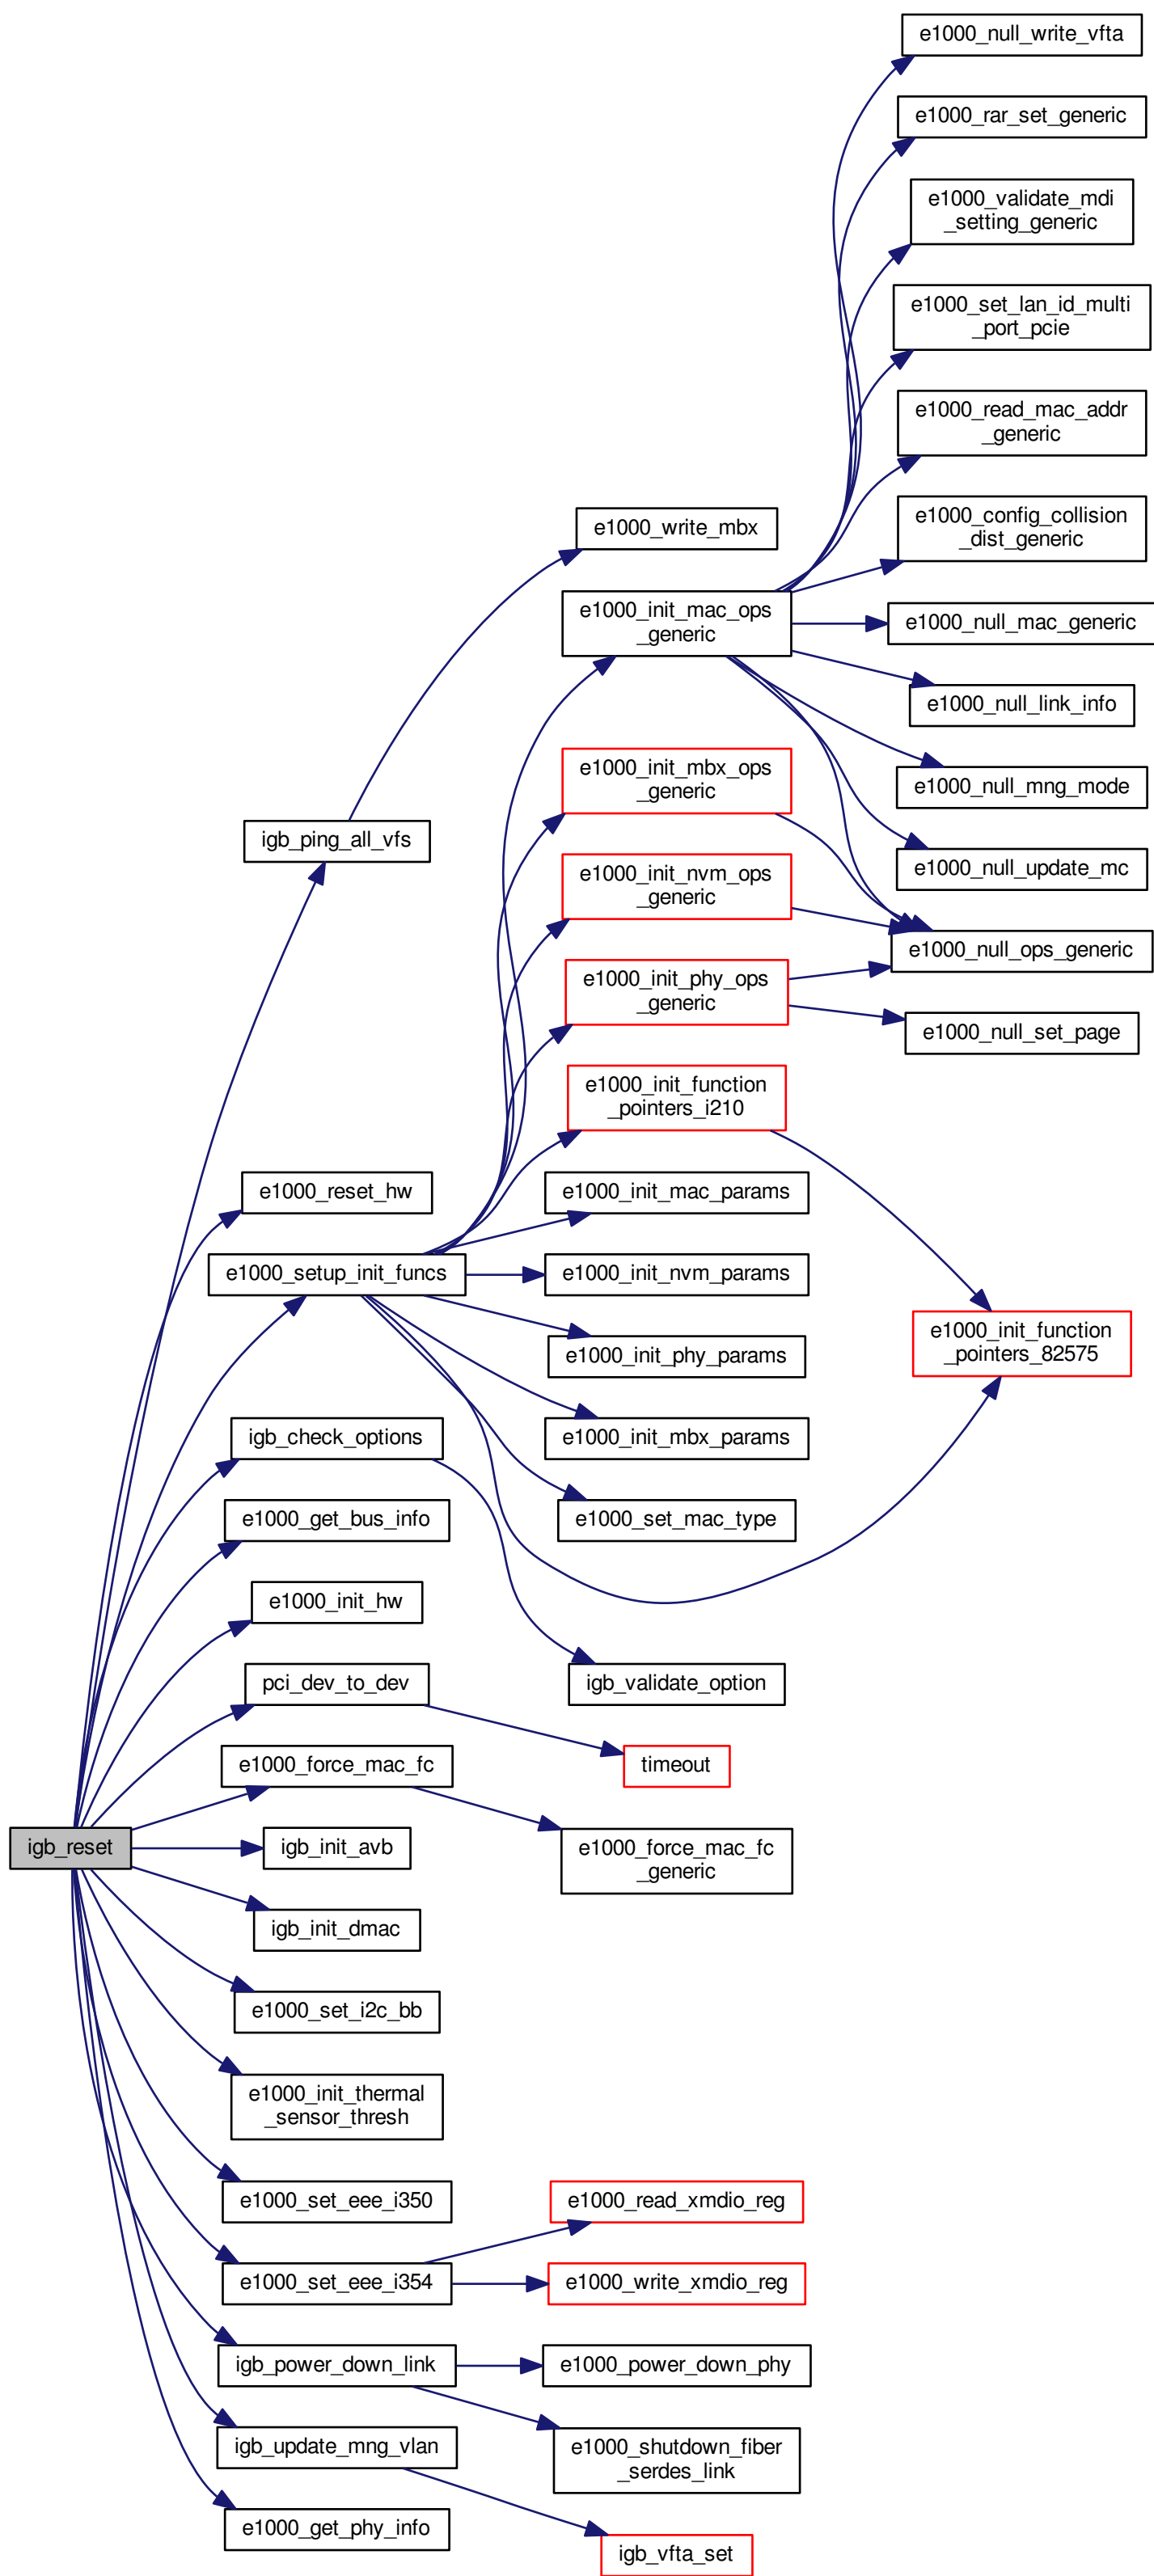 e1000_null_write_vfta
e1000_rar_set_generic
e1000_validate_mdi
_setting_generic
e1000_set_lan_id_multi
_port_pcie
e1000_read_mac_addr
_generic
e1000_write_mbx
e1000_config_collision
_dist_generic
e1000_init_mac_ops
_generic
e1000_null_mac_generic
e1000_null_link_info
e1000_init_mbx_ops
_generic
e1000_null_mng_mode
igb_ping_all_vfs
e1000_null_update_mc
e1000_init_nvm_ops
_generic
e1000_null_ops_generic
e1000_init_phy_ops
_generic
e1000_null_set_page
e1000_init_function
_pointers_i210
e1000_reset_hw
e1000_init_mac_params
e1000_setup_init_funcs
e1000_init_nvm_params
e1000_init_phy_params
e1000_init_function
_pointers_82575
igb_check_options
e1000_init_mbx_params
e1000_get_bus_info
e1000_set_mac_type
e1000_init_hw
pci_dev_to_dev
igb_validate_option
e1000_force_mac_fc
timeout
igb_reset
igb_init_avb
e1000_force_mac_fc
_generic
igb_init_dmac
e1000_set_i2c_bb
e1000_init_thermal
_sensor_thresh
e1000_set_eee_i350
e1000_read_xmdio_reg
e1000_set_eee_i354
e1000_write_xmdio_reg
igb_power_down_link
e1000_power_down_phy
igb_update_mng_vlan
e1000_shutdown_fiber
_serdes_link
e1000_get_phy_info
igb_vfta_set